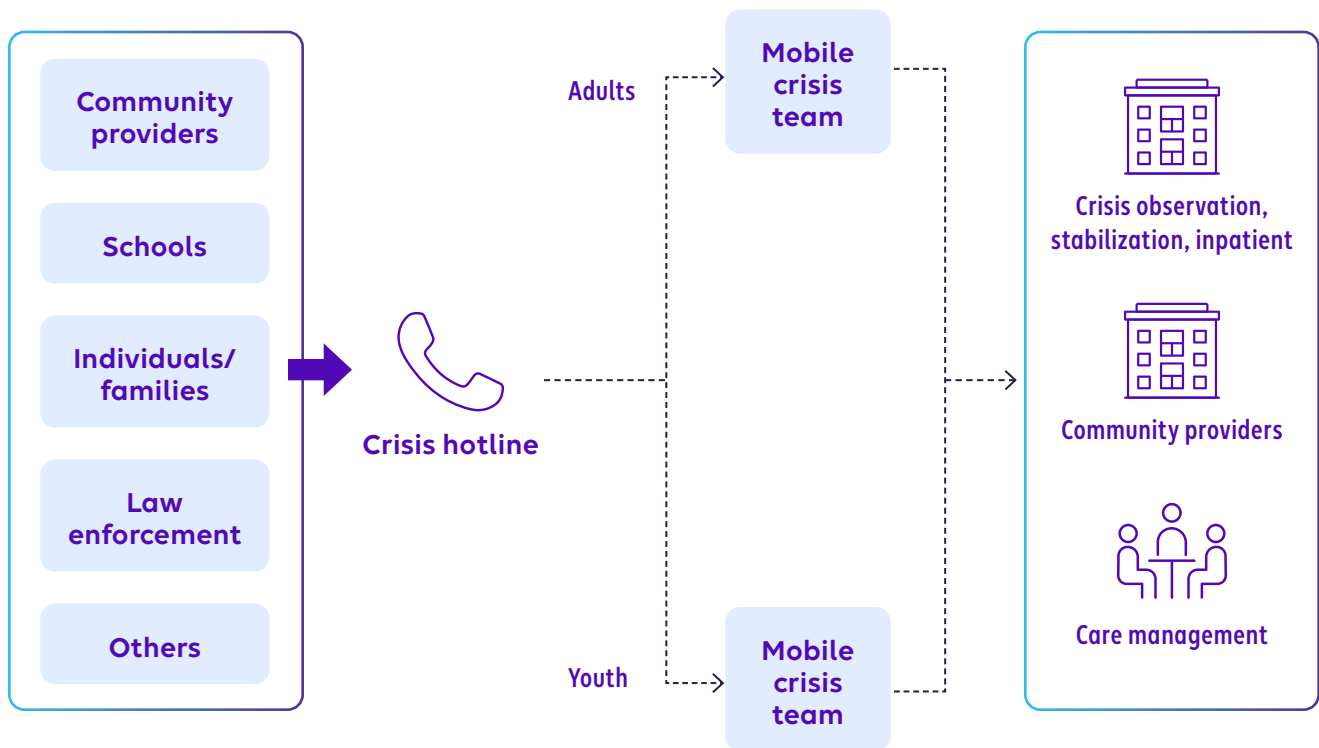 Community
providers
Schools
Individuals/
families
Law
enforcement
Others
Crisis hotline
Adults
Mobile
crisis
team
Youth
Mobile
crisis
team
Crisis observation,
stabilization, inpatient
Community providers
Care management